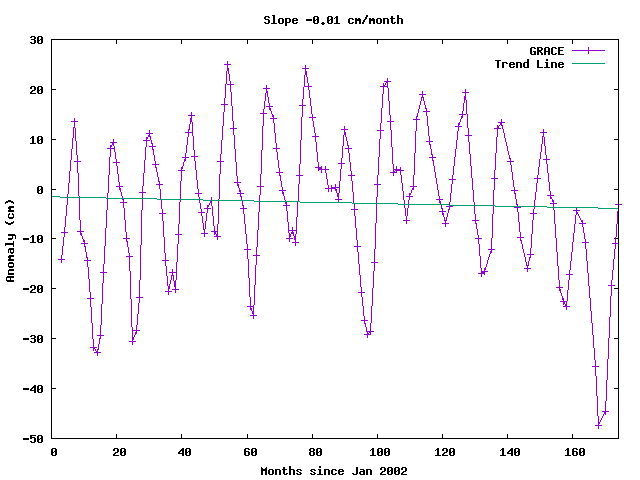 Slope -0.01 cm/month
GRACE
Trend Line
30
20
10
0
-10
-20
-30
-40
-50
Anomaly (cm)
0 20 40 60 80 100 120 140 160
Months since Jan 2002